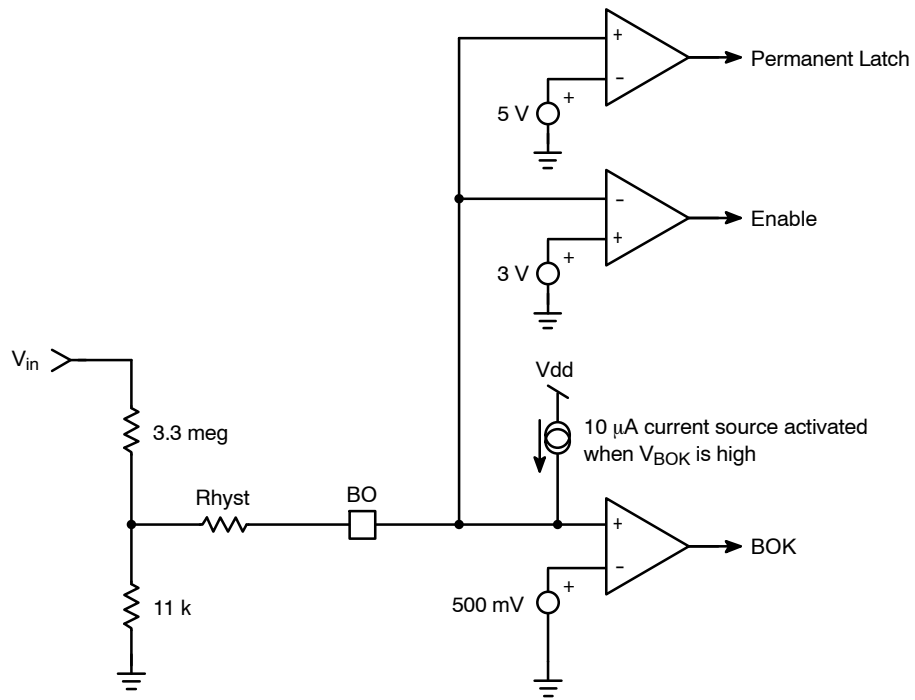 +
Permanent Latch
−
+
5 V
−
Enable
+
+
3 V
Vin
Vdd
3.3 meg
10 μA current source activated
when VBOK is high
Rhyst
BO
+
BOK
−
+
11 k
500 mV